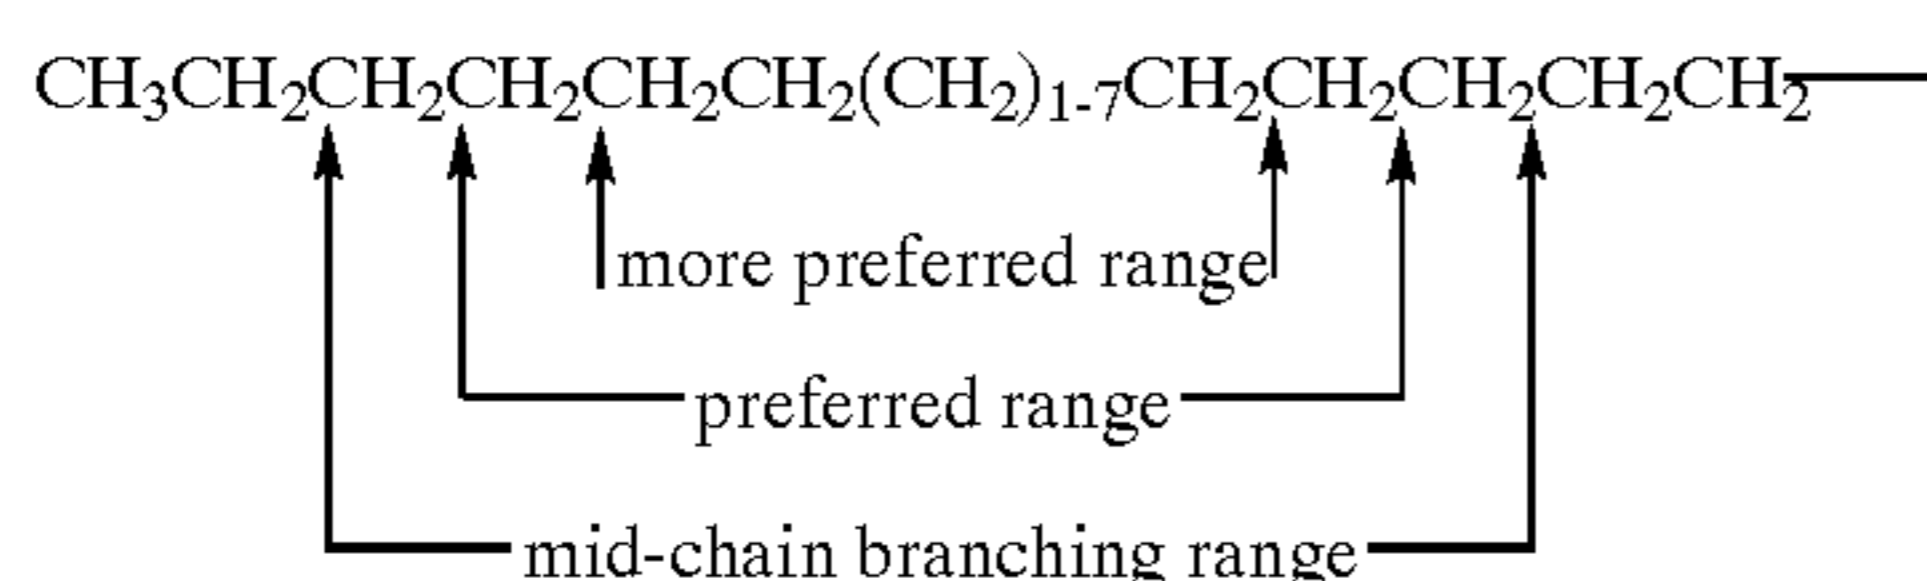 CH₃CH₂CH₂CH₂CH₂CH₂(CH₂)₁₋₇CH₂CH₂CH₂CH₂CH₂
more preferred range
preferred range
mid-chain branching range